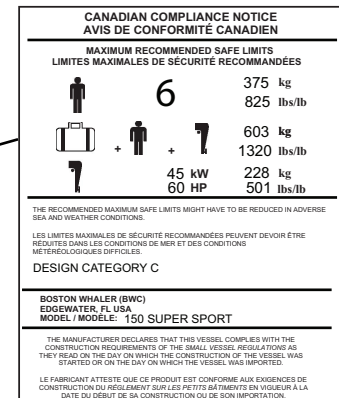 CANADIAN COMPLIANCE NOTICE
AVIS DE CONFORMITÉ CANADIEN
MAXIMUM RECOMMENDED SAFE LIMITS
LIMITES MAXIMALES DE SÉCURITÉ RECOMMANDÉES
6 375 kg
825 lbs/lb
+ + 603 kg
1320 lbs/lb
45 kW 228 kg
60 HP 501 lbs/lb
THE RECOMMENDED MAXIMUM SAFE LIMITS MIGHT HAVE TO BE REDUCED IN ADVERSE
SEA AND WEATHER CONDITIONS.
LES LIMITES MAXIMALES DE SÉCURITÉ RECOMMANDÉES PEUVENT DEVOIR ÊTRE
RÉDUITES DANS LES CONDITIONS DE MER ET DES CONDITIONS
MÉTÉREOLOGIQUES DIFFICILES.
DESIGN CATEGORY C
BOSTON WHALER (BWC)
EDGEWATER, FL USA
MODEL / MODÈLE: 150 SUPER SPORT
THE MANUFACTURER DECLARES THAT THIS VESSEL COMPLIES WITH THE
CONSTRUCTION REQUIREMENTS OF THE SMALL VESSEL REGULATIONS AS
THEY READ ON THE DAY ON WHICH THE CONSTRUCTION OF THE VESSEL WAS
STARTED OR ON THE DAY ON WHICH THE VESSEL WAS IMPORTED.
LE FABRICANT ATTESTE QUE CE PRODUIT EST CONFORME AUX EXIGENCES DE
CONSTRUCTION DU RÉGLEMENT SUR LES PETITS BÂTIMENTS EN VIGUEUR À LA
DATE DU DÉBUT DE SA CONSTRUCTION OU DE SON IMPORTATION.